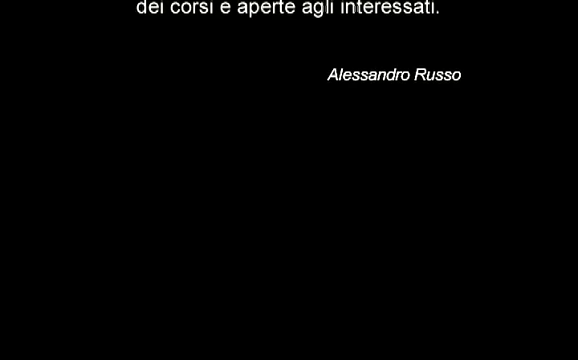 dei corsi e aperte agli interessati.
Alessandro Russo